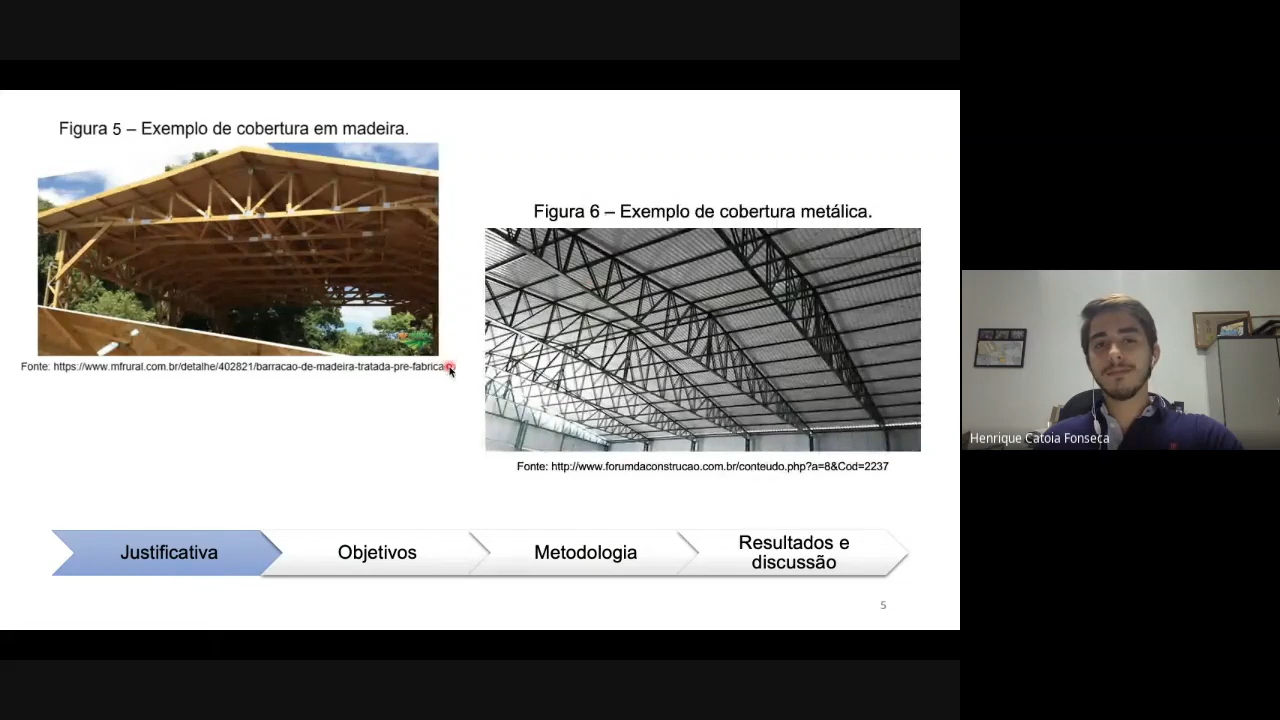 Figura 5 – Exemplo de cobertura em madeira.
Fonte: https://www.mfrural.com.br/detalhe/402821/barracao-de-madeira-tratada-pre-fabricado
Figura 6 – Exemplo de cobertura metálica.
Fonte: http://www.forumdaconstrucao.com.br/conteudo.php?a=8&Cod=2237
Henrique Catoia Fonseca
Justificativa
Objetivos
Metodologia
Resultados e
discussão
5